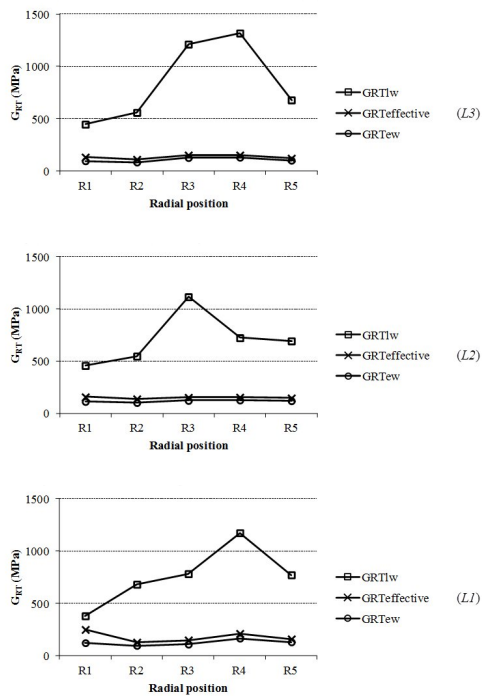 1500
1000
500
0
G_RT (MPa)
R1 R2 R3 R4 R5
Radial position
GRTlw
GRTeffective
GRTew
(L3)
1500
1000
500
0
G_RT (MPa)
R1 R2 R3 R4 R5
Radial position
GRTlw
GRTeffective
GRTew
(L2)
1500
1000
500
0
G_RT (MPa)
R1 R2 R3 R4 R5
Radial position
GRTlw
GRTeffective
GRTew
(L1)